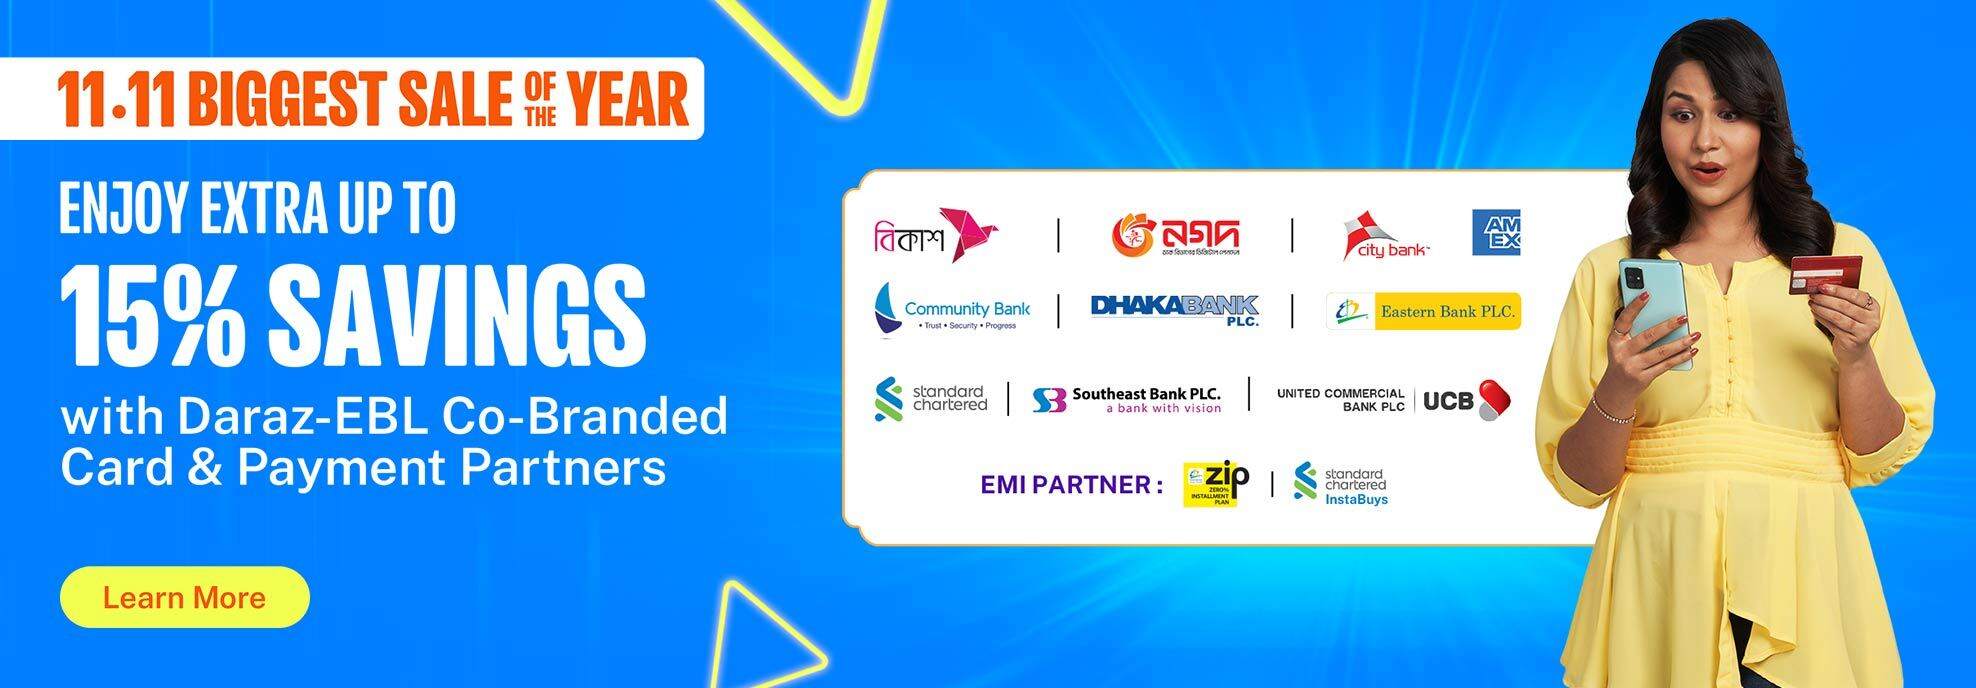 11.11 BIGGEST SALE OF THE YEAR
ENJOY EXTRA UP TO
15% SAVINGS
with Daraz-EBL Co-Branded
Card & Payment Partners
Learn More
বিকাশ
নগদ
ডাক বিভাগের ডিজিটাল লেনদেন
city bank
AM
EX
Community Bank
• Trust • Security • Progress
DHAKABANK
PLC.
Eastern Bank PLC.
standard
chartered
Southeast Bank PLC.
a bank with vision
UNITED COMMERCIAL
BANK PLC
UCB
EMI PARTNER :
zip
ZERO%
INSTALLMENT
PLAN
standard
chartered
InstaBuys